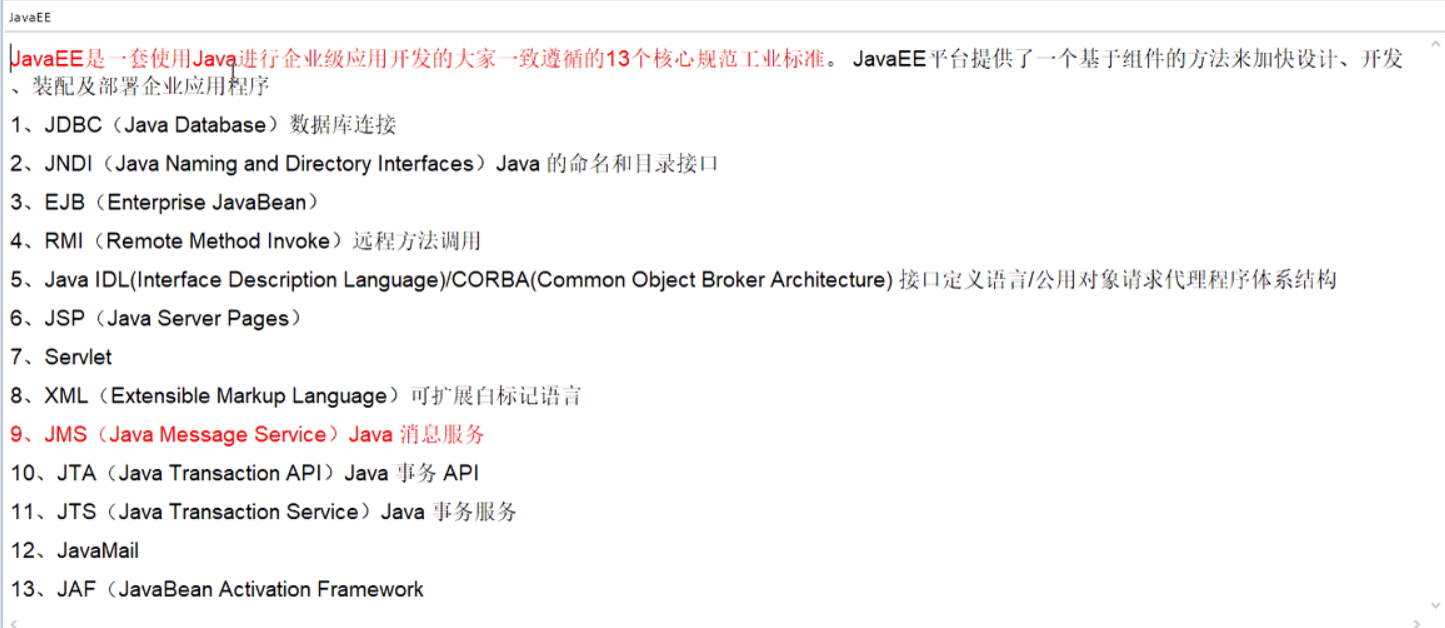 JavaEE
JavaEE是一套使用Java进行企业级应用开发的大家一致遵循的13个核心规范工业标准。 JavaEE平台提供了一个基于组件的方法来加快设计、开发
、装配及部署企业应用程序
1、JDBC（Java Database）数据库连接
2、JNDI（Java Naming and Directory Interfaces）Java 的命名和目录接口
3、EJB（Enterprise JavaBean）
4、RMI（Remote Method Invoke）远程方法调用
5、Java IDL(Interface Description Language)/CORBA(Common Object Broker Architecture) 接口定义语言/公用对象请求代理程序体系结构
6、JSP（Java Server Pages）
7、Servlet
8、XML（Extensible Markup Language）可扩展白标记语言
9、JMS（Java Message Service）Java 消息服务
10、JTA（Java Transaction API）Java 事务 API
11、JTS（Java Transaction Service）Java 事务服务
12、JavaMail
13、JAF（JavaBean Activation Framework